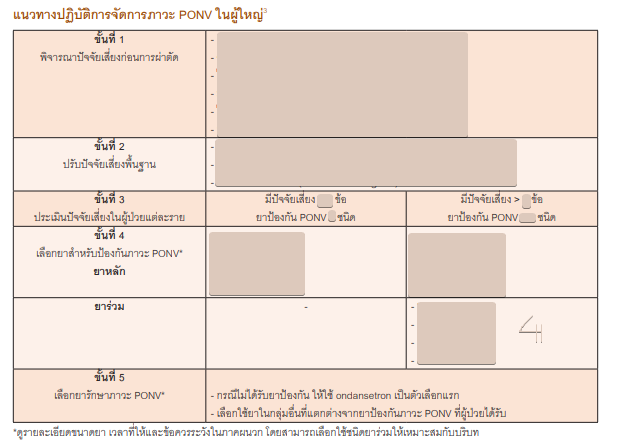 แนวทางปฏิบัติการจัดการภาวะ PONV ในผู้ใหญ่³
ขั้นที่ 1
พิจารณาปัจจัยเสี่ยงก่อนการผ่าตัด
-
-
-
-
-
-
ขั้นที่ 2
ปรับปัจจัยเสี่ยงพื้นฐาน
-
-
-
ขั้นที่ 3
ประเมินปัจจัยเสี่ยงในผู้ป่วยแต่ละราย
มีปัจจัยเสี่ยง ข้อ
ยาป้องกัน PONV ชนิด
มีปัจจัยเสี่ยง > ข้อ
ยาป้องกัน PONV ชนิด
ขั้นที่ 4
เลือกยาสำหรับป้องกันภาวะ PONV*
ยาหลัก
ยาร่วม
-
-
-
-
-
ขั้นที่ 5
เลือกยารักษาภาวะ PONV*
- กรณีไม่ได้รับยาป้องกัน ให้ใช้ ondansetron เป็นตัวเลือกแรก
- เลือกใช้ยาในกลุ่มอื่นที่แตกต่างจากยาป้องกันภาวะ PONV ที่ผู้ป่วยได้รับ
*ดูรายละเอียดขนาดยา เวลาที่ให้และข้อควรระวังในภาคผนวก โดยสามารถเลือกใช้ชนิดยาร่วมให้เหมาะสมกับบริบท